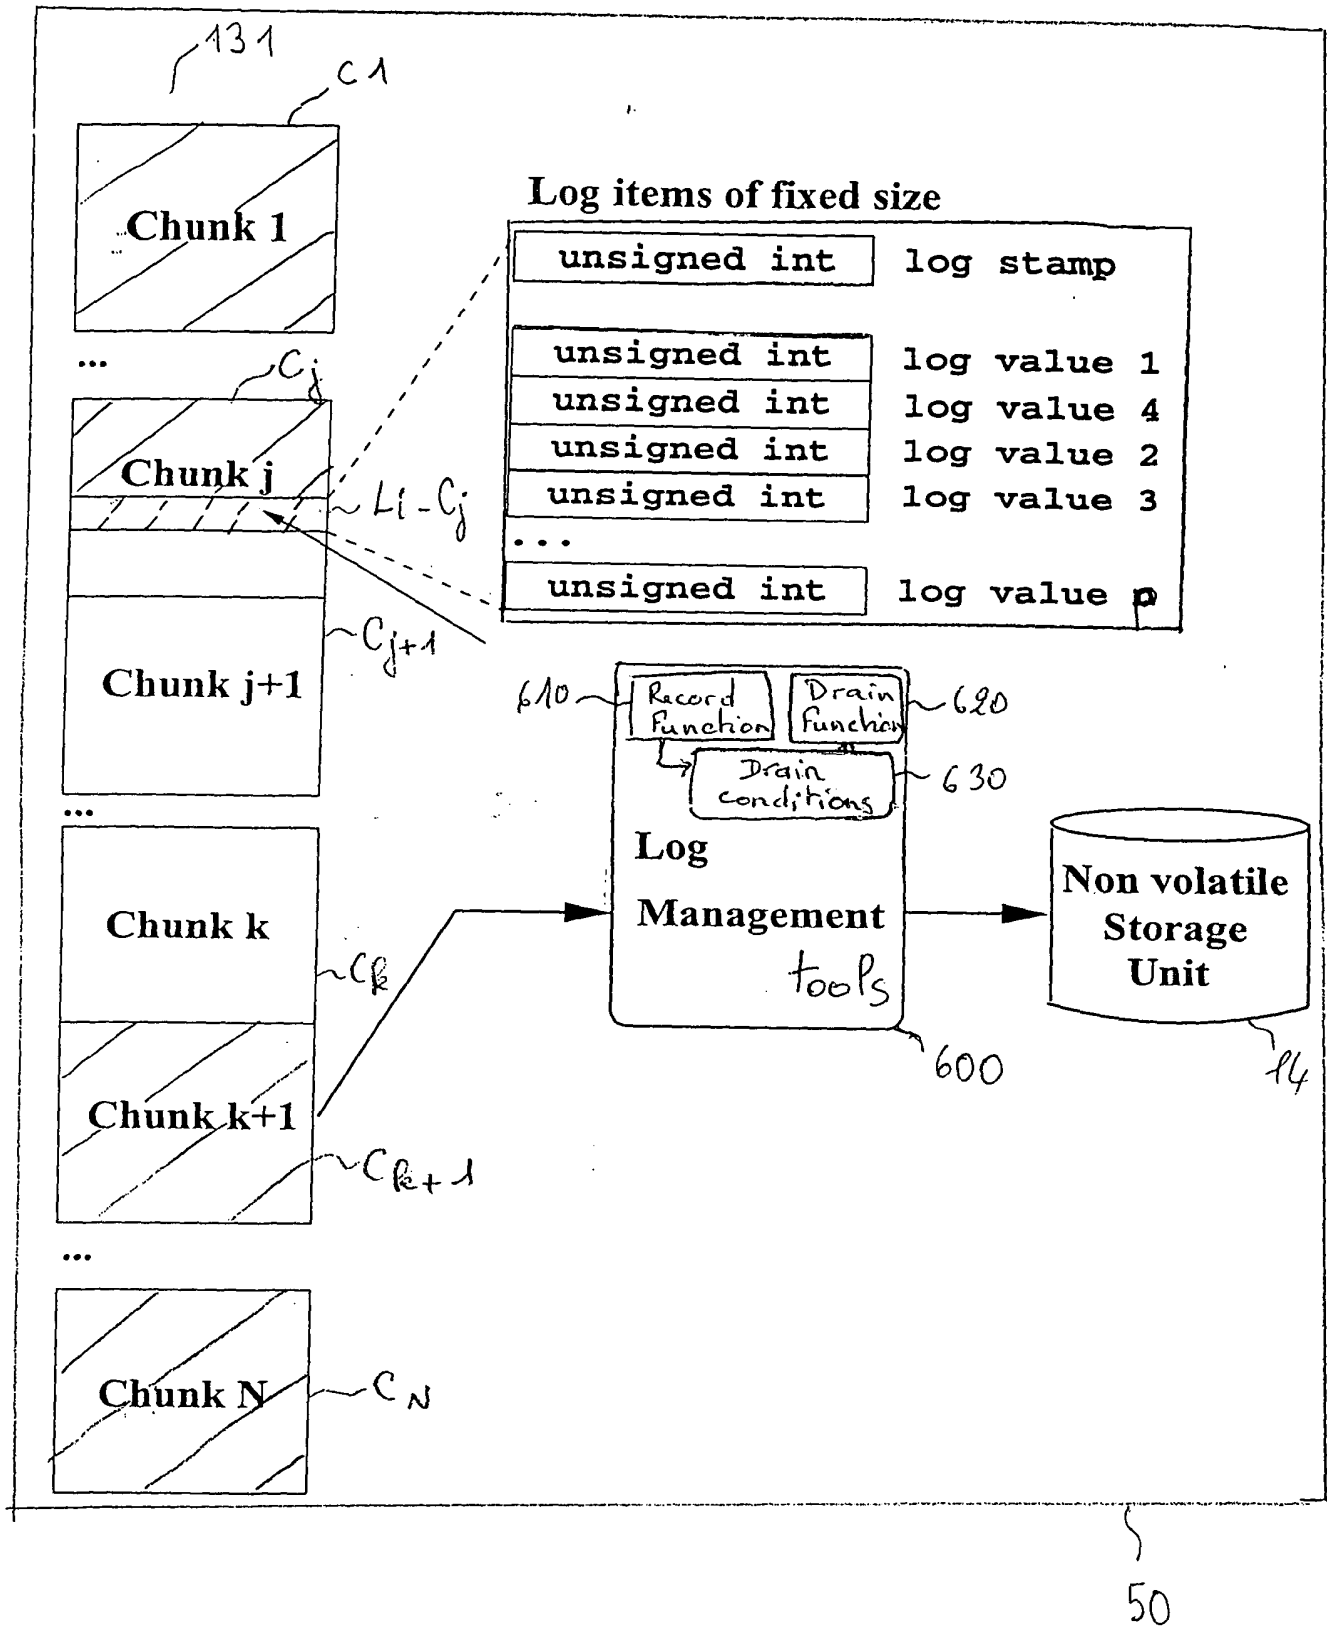 131
C1
Chunk 1
...
Cj
Chunk j
Li-Cj
Cj+1
Chunk j+1
...
Chunk k
Ck
Chunk k+1
Ck+1
...
Chunk N
CN
Log items of fixed size
unsigned int log stamp
unsigned int log value 1
unsigned int log value 4
unsigned int log value 2
unsigned int log value 3
...
unsigned int log value p
610
Record
Function
Drain
Function
620
Drain
conditions
630
Log
Management
tools
600
Non volatile
Storage
Unit
14
50